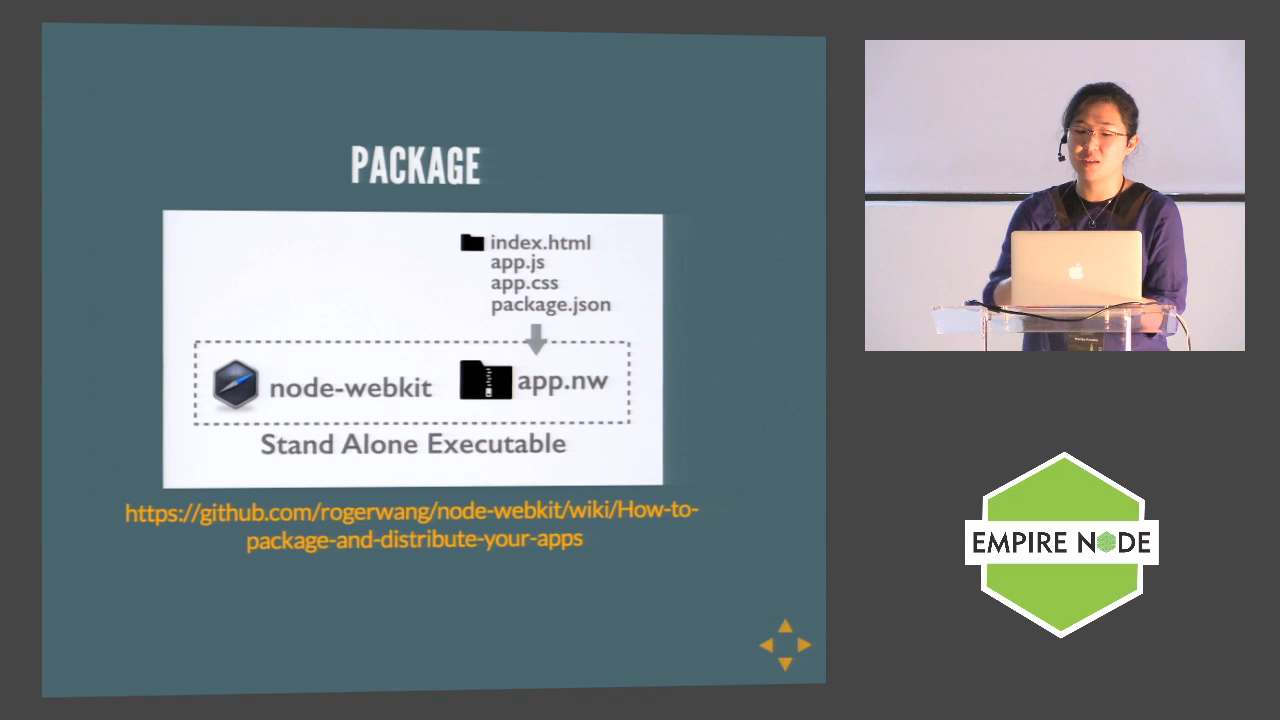 PACKAGE
index.html
app.js
app.css
package.json
node-webkit
app.nw
Stand Alone Executable
https://github.com/rogerwang/node-webkit/wiki/How-to-
package-and-distribute-your-apps
EMPIRE NODE